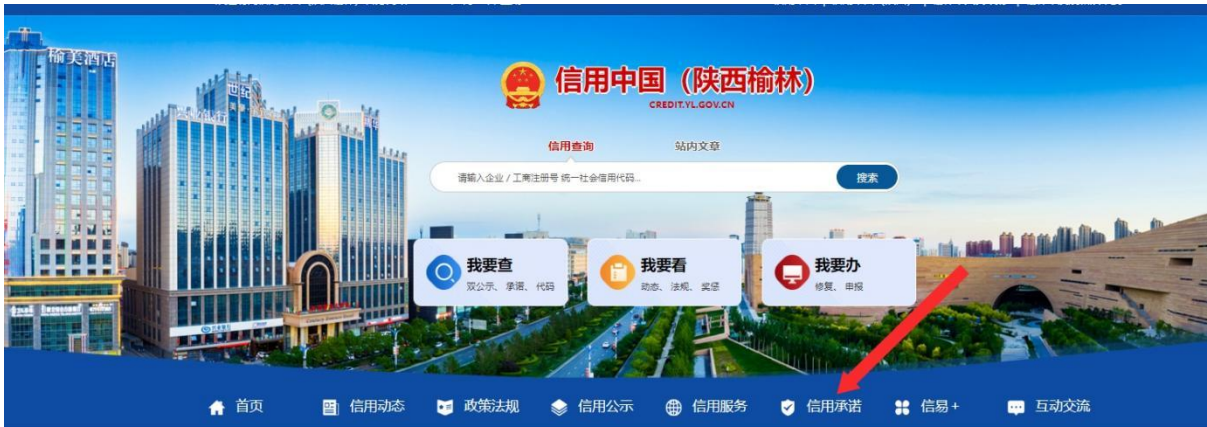 榆美酒店
世纪
信用中国（陕西榆林）
CREDIT.YL.GOV.CN
信用查询 站内文章
请输入企业 / 工商注册号 统一社会信用代码...
搜索
我要查
双公示、承诺、代码
我要看
动态、法规、奖惩
我要办
修复、申报
首页 信用动态 政策法规 信用公示 信用服务 信用承诺 信易+ 互动交流